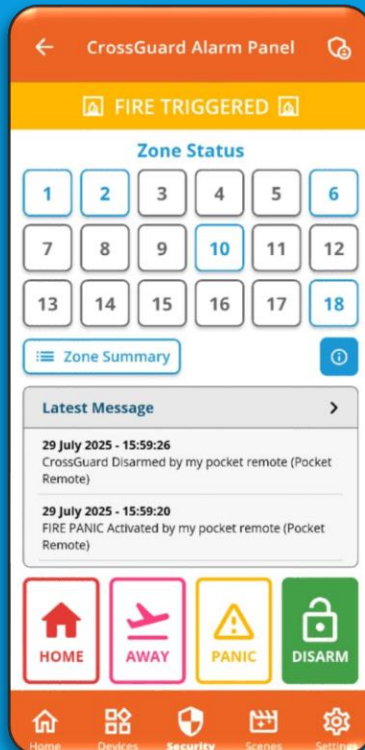 CrossGuard Alarm Panel
FIRE TRIGGERED
Zone Status
1 2 3 4 5 6
7 8 9 10 11 12
13 14 15 16 17 18
Zone Summary
Latest Message
29 July 2025 - 15:59:26
CrossGuard Disarmed by my pocket remote (Pocket
Remote)
29 July 2025 - 15:59:20
FIRE PANIC Activated by my pocket remote (Pocket
Remote)
HOME AWAY PANIC DISARM
Home Devices Security Scenes Settings